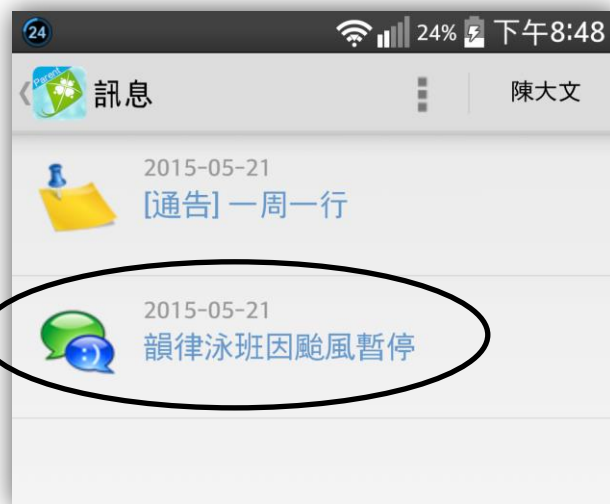 24
24% 下午8:48
Parent
訊息
陳大文
2015-05-21
[通告] 一周一行
2015-05-21
韻律泳班因颱風暫停